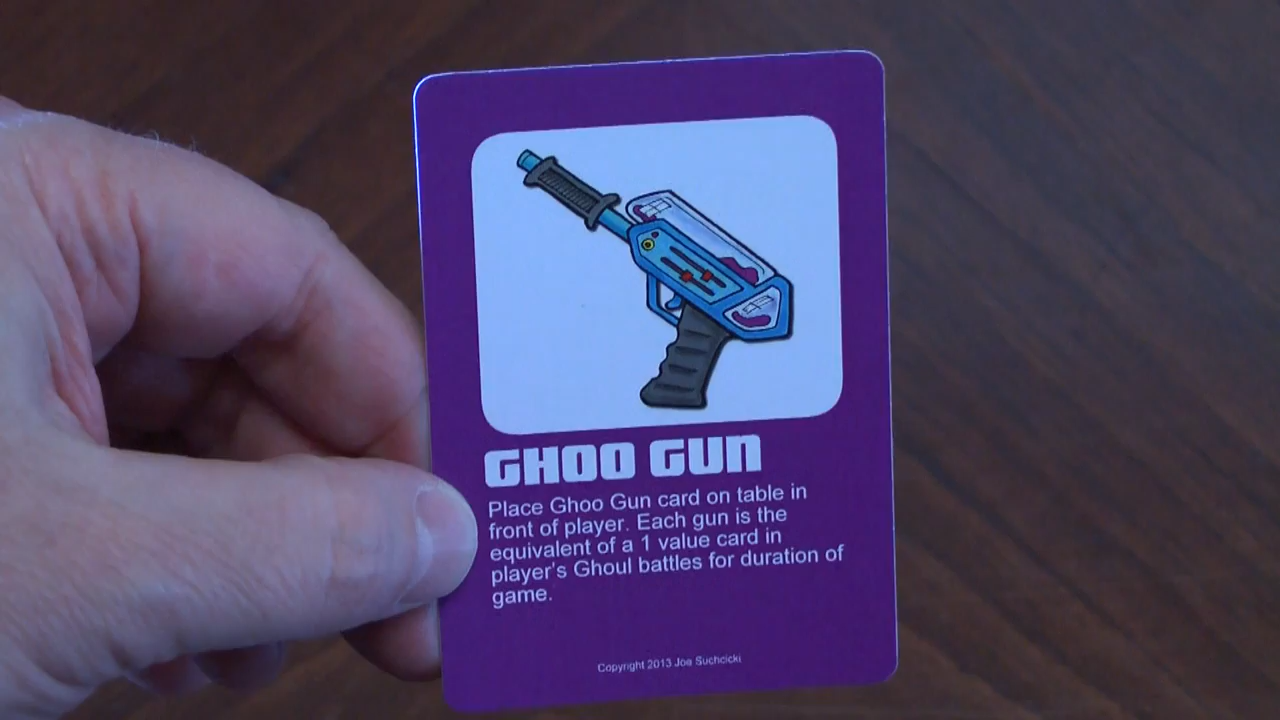 GHOO GUN
Place Ghoo Gun card on table in
front of player. Each gun is the
equivalent of a 1 value card in
player's Ghoul battles for duration of
game.
Copyright 2013 Joe Suchcicki